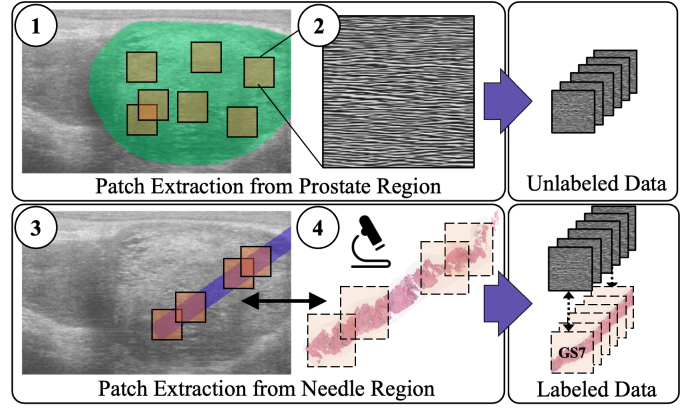 1
2
Patch Extraction from Prostate Region
Unlabeled Data
3
4
GS7
Patch Extraction from Needle Region
Labeled Data